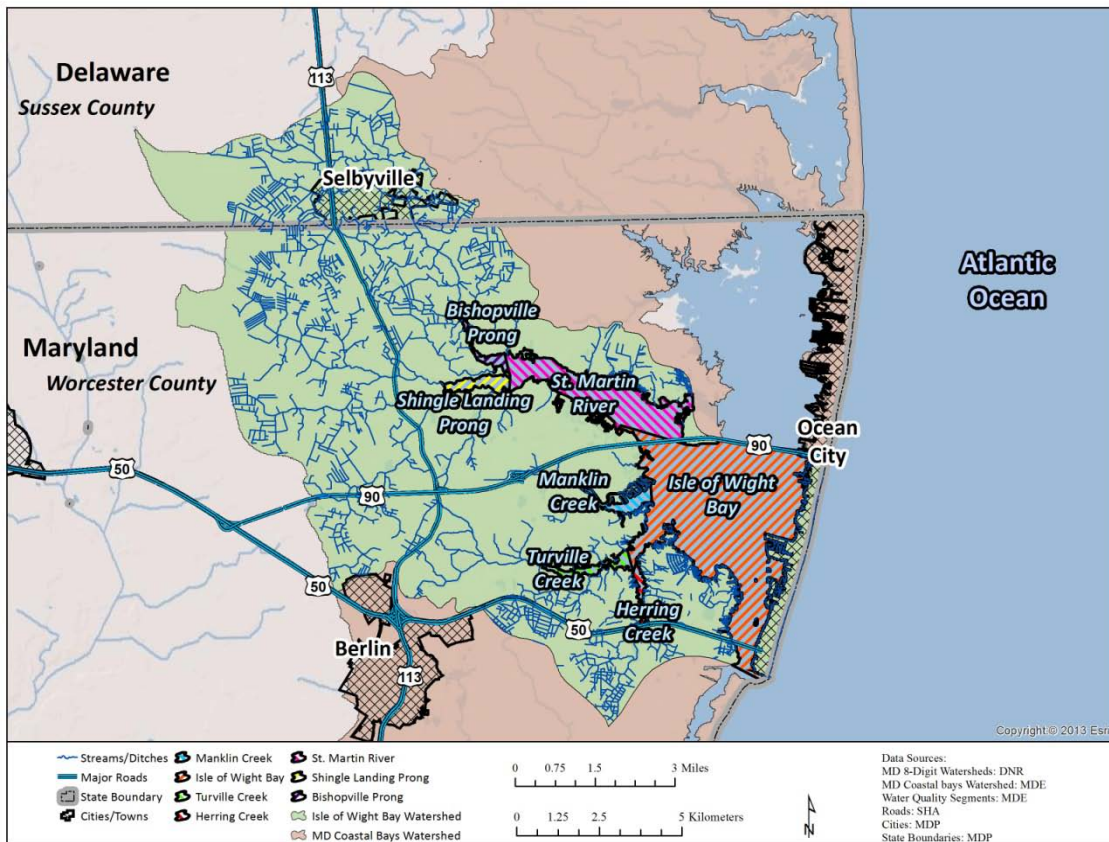 Delaware
Sussex County
113
Selbyville
Atlantic
Ocean
Bishopville
Prong
Maryland
Worcester County
St. Martin
River
Shingle Landing
Prong
Ocean
City
90
50
90
Manklin
Creek
Isle of Wight
Bay
Turville
Creek
50
Herring
Creek
50
Berlin
113
Copyright:© 2013 Esri
Streams/Ditches
Major Roads
State Boundary
Cities/Towns
Manklin Creek
Isle of Wight Bay
Turville Creek
Herring Creek
St. Martin River
Shingle Landing Prong
Bishopville Prong
Isle of Wight Bay Watershed
MD Coastal Bays Watershed
0 0.75 1.5 3 Miles
0 1.25 2.5 5 Kilometers
N
Data Sources:
MD 8-Digit Watersheds: DNR
MD Coastal bays Watershed: MDE
Water Quality Segments: MDE
Roads: SHA
Cities: MDP
State Boundaries: MDP